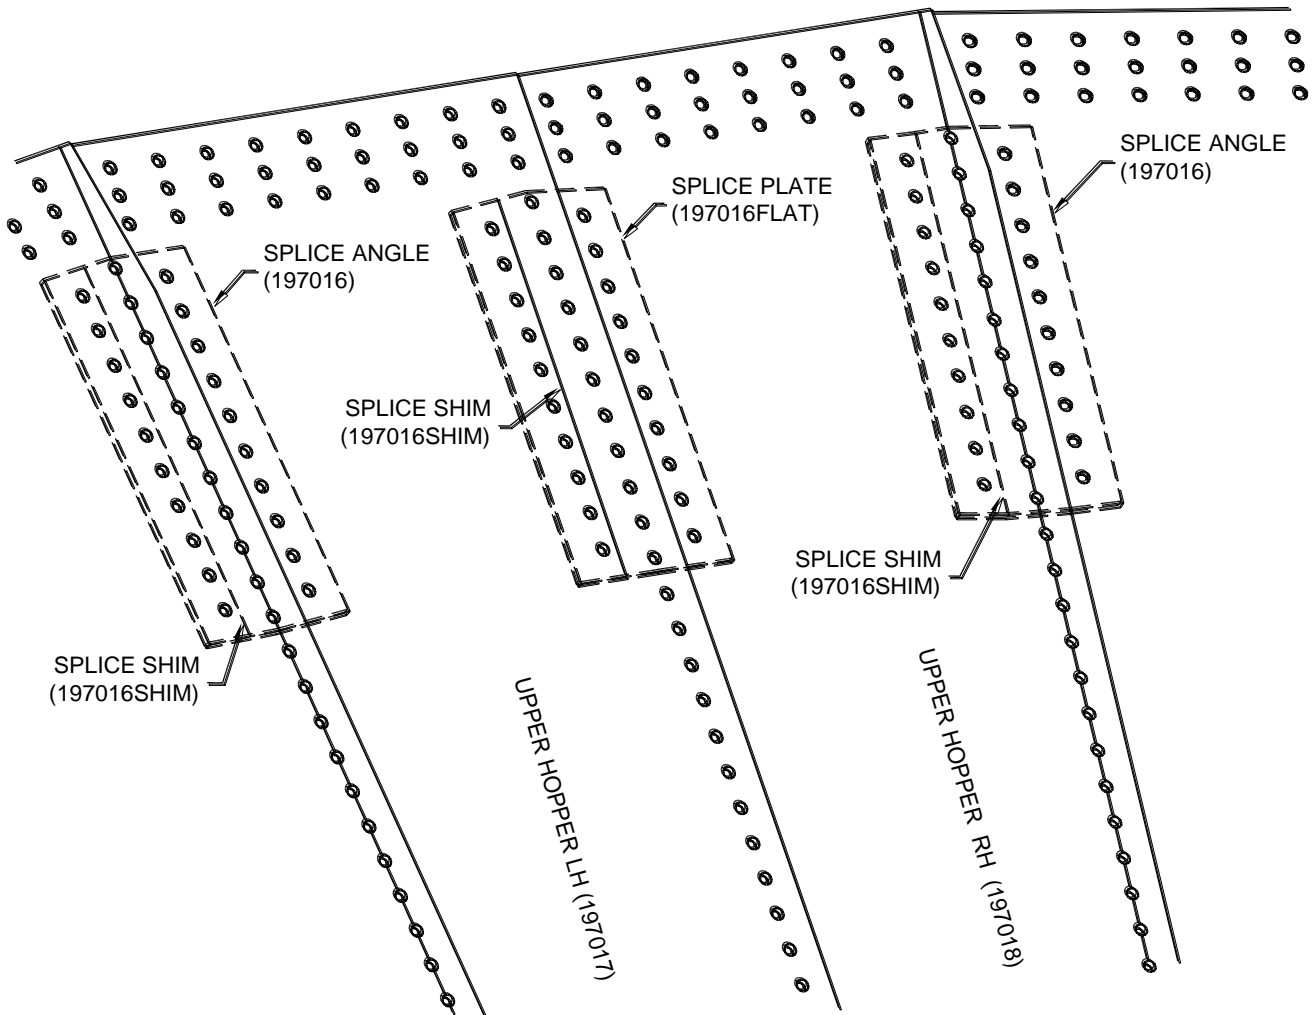 SPLICE ANGLE
(197016)
SPLICE PLATE
(197016FLAT)
SPLICE ANGLE
(197016)
SPLICE SHIM
(197016SHIM)
SPLICE SHIM
(197016SHIM)
SPLICE SHIM
(197016SHIM)
UPPER HOPPER LH (197017)
UPPER HOPPER RH (197018)